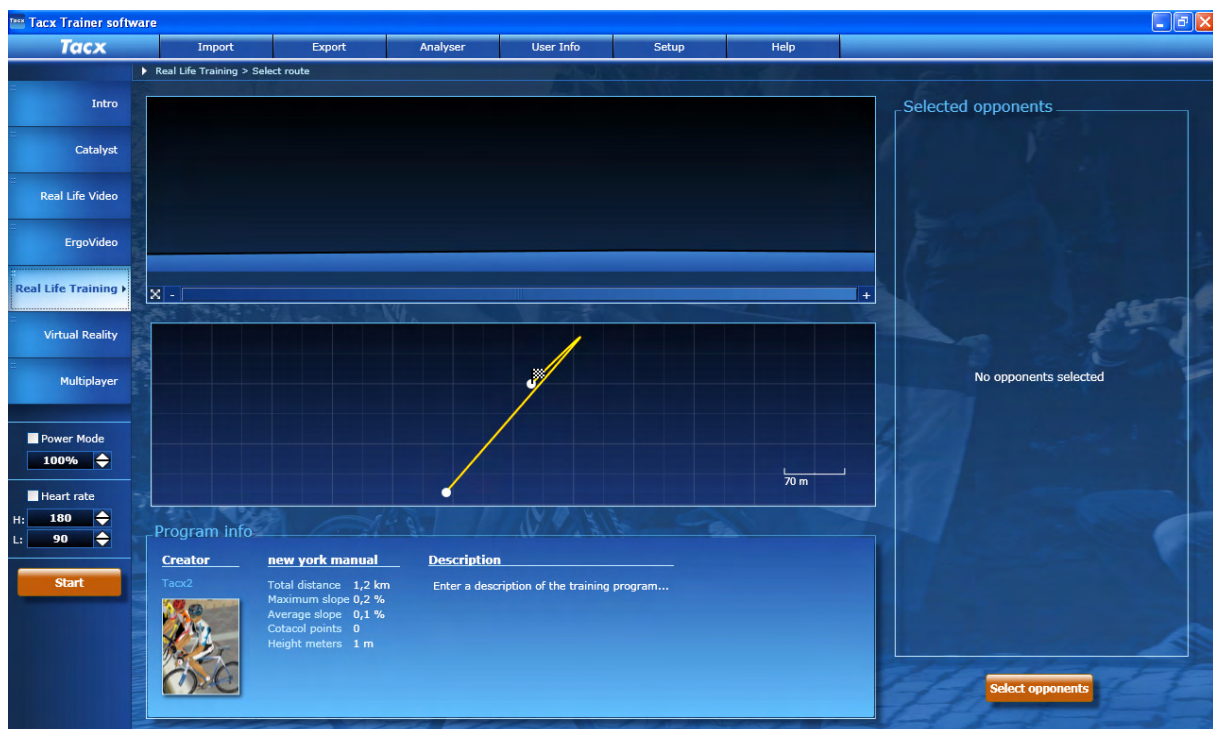 Tacx Trainer software
Tacx Import Export Analyser User Info Setup Help
Real Life Training > Select route
Intro
Catalyst
Real Life Video
ErgoVideo
Real Life Training
Virtual Reality
Multiplayer
Power Mode
100%
Heart rate
H: 180
L: 90
Start
- +
70 m
Program info
Creator
Tacx2
new york manual
Total distance 1,2 km
Maximum slope 0,2 %
Average slope 0,1 %
Cotacol points 0
Height meters 1 m
Description
Enter a description of the training program...
Selected opponents
No opponents selected
Select opponents